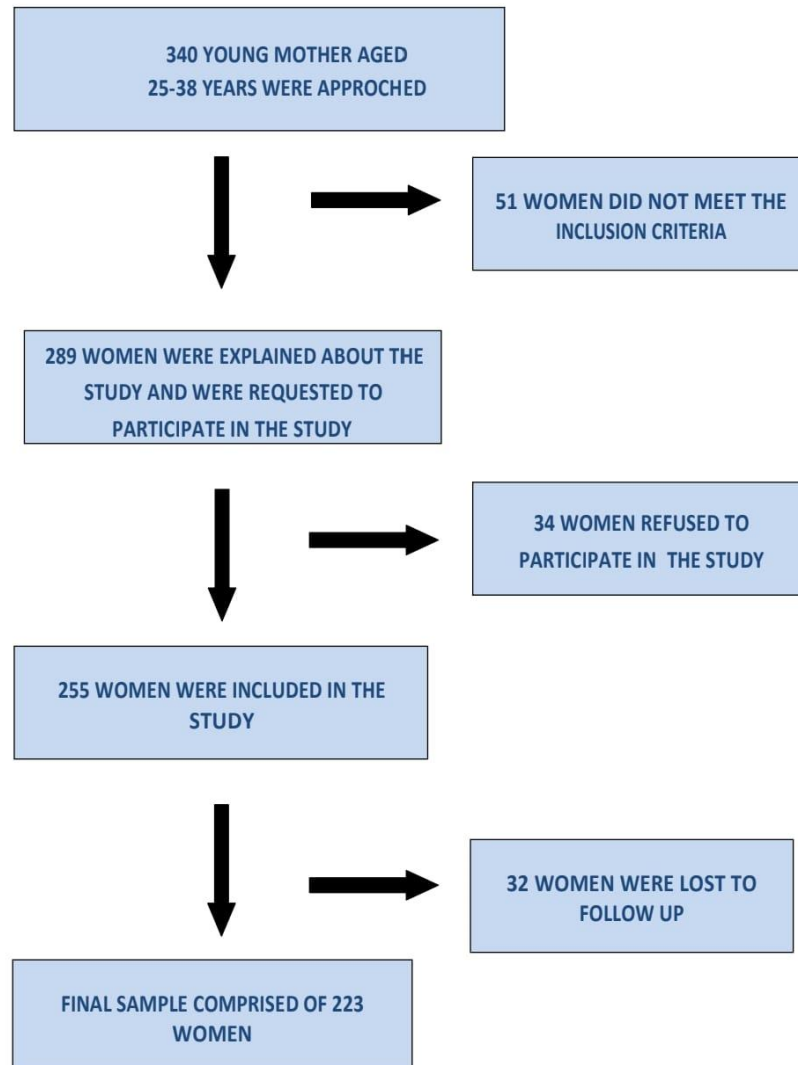 340 YOUNG MOTHER AGED
25-38 YEARS WERE APPROCHED
51 WOMEN DID NOT MEET THE
INCLUSION CRITERIA
289 WOMEN WERE EXPLAINED ABOUT THE
STUDY AND WERE REQUESTED TO
PARTICIPATE IN THE STUDY
34 WOMEN REFUSED TO
PARTICIPATE IN THE STUDY
255 WOMEN WERE INCLUDED IN THE
STUDY
32 WOMEN WERE LOST TO
FOLLOW UP
FINAL SAMPLE COMPRISED OF 223
WOMEN